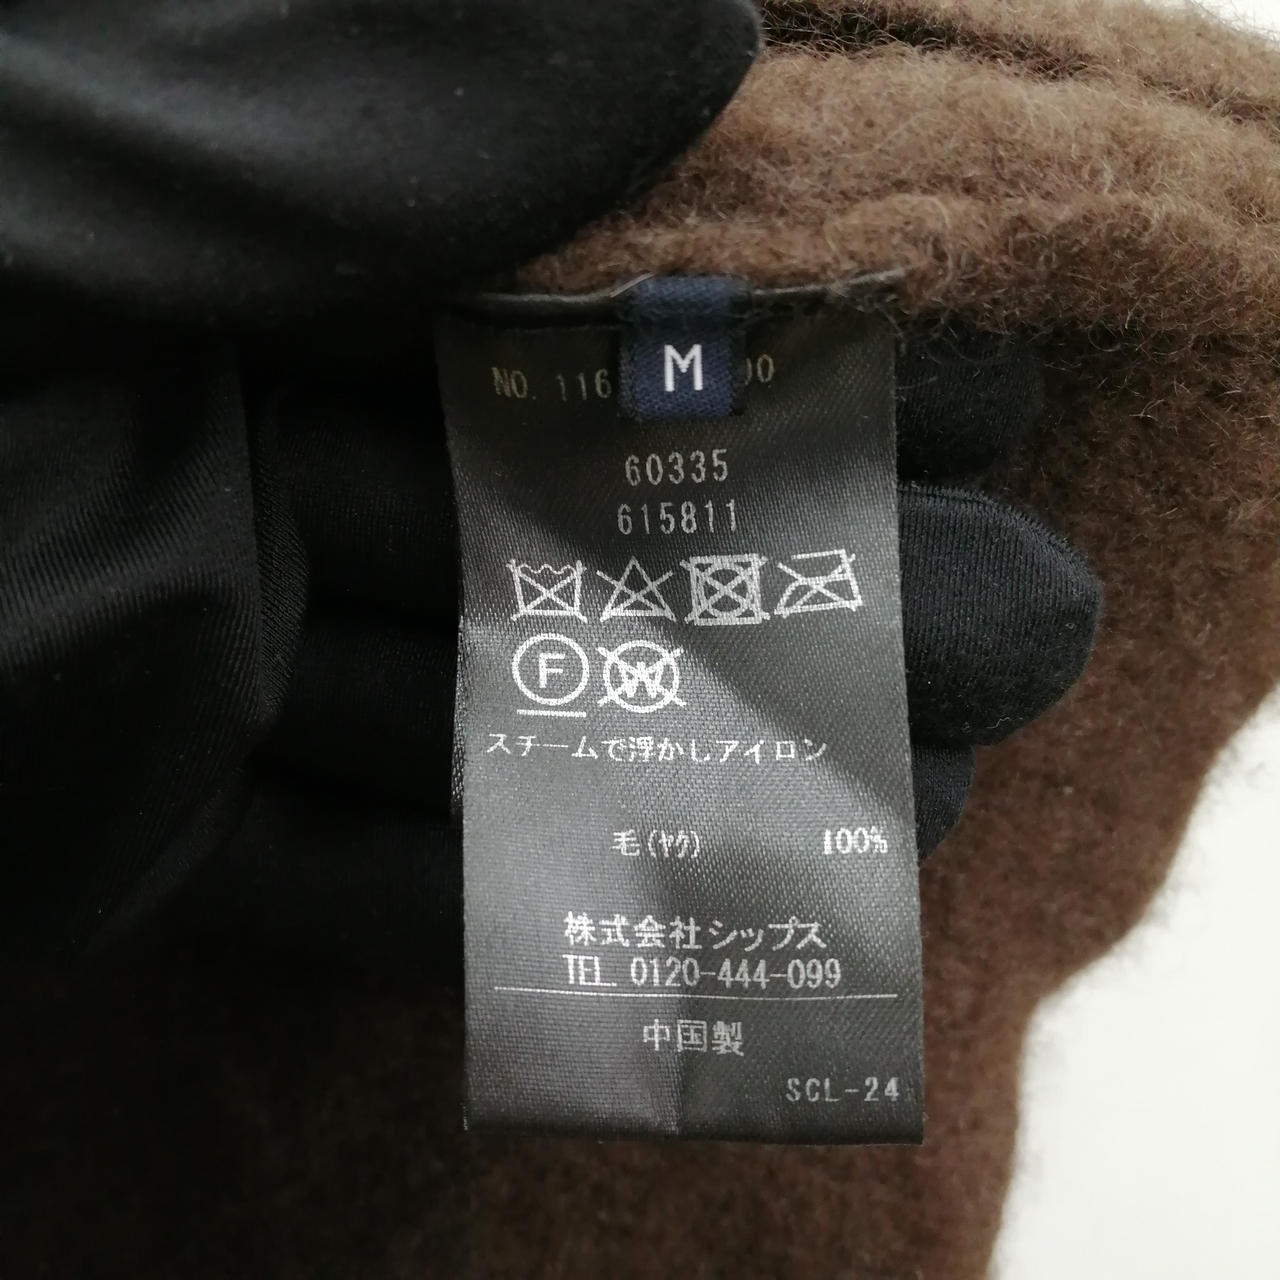 M
NO. 116 00
60335
615811
F W
スチームで浮かしアイロン
毛(ヤク) 100%
株式会社シップス
TEL 0120-444-099
中国製
SCL-24